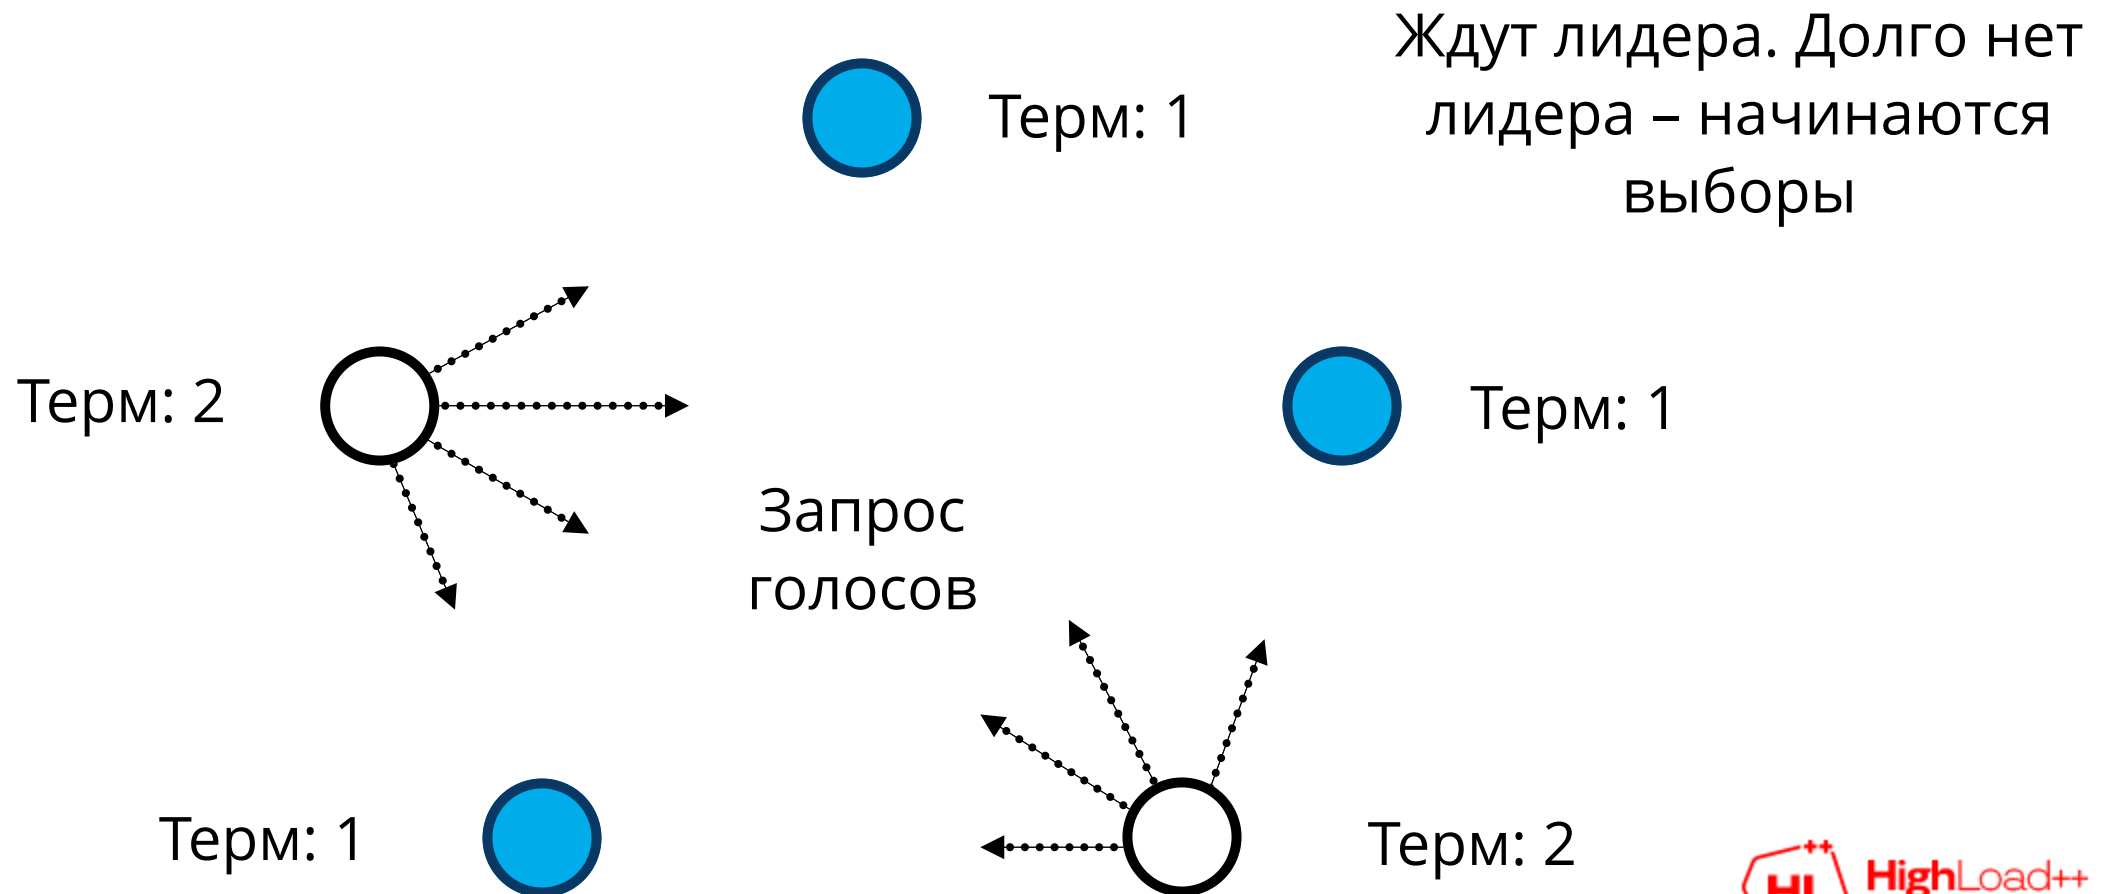 Ждут лидера. Долго нет
лидера – начинаются
выборы
Терм: 1
Терм: 2
Терм: 1
Запрос
голосов
Терм: 1
Терм: 2
++
HL
HighLoad++